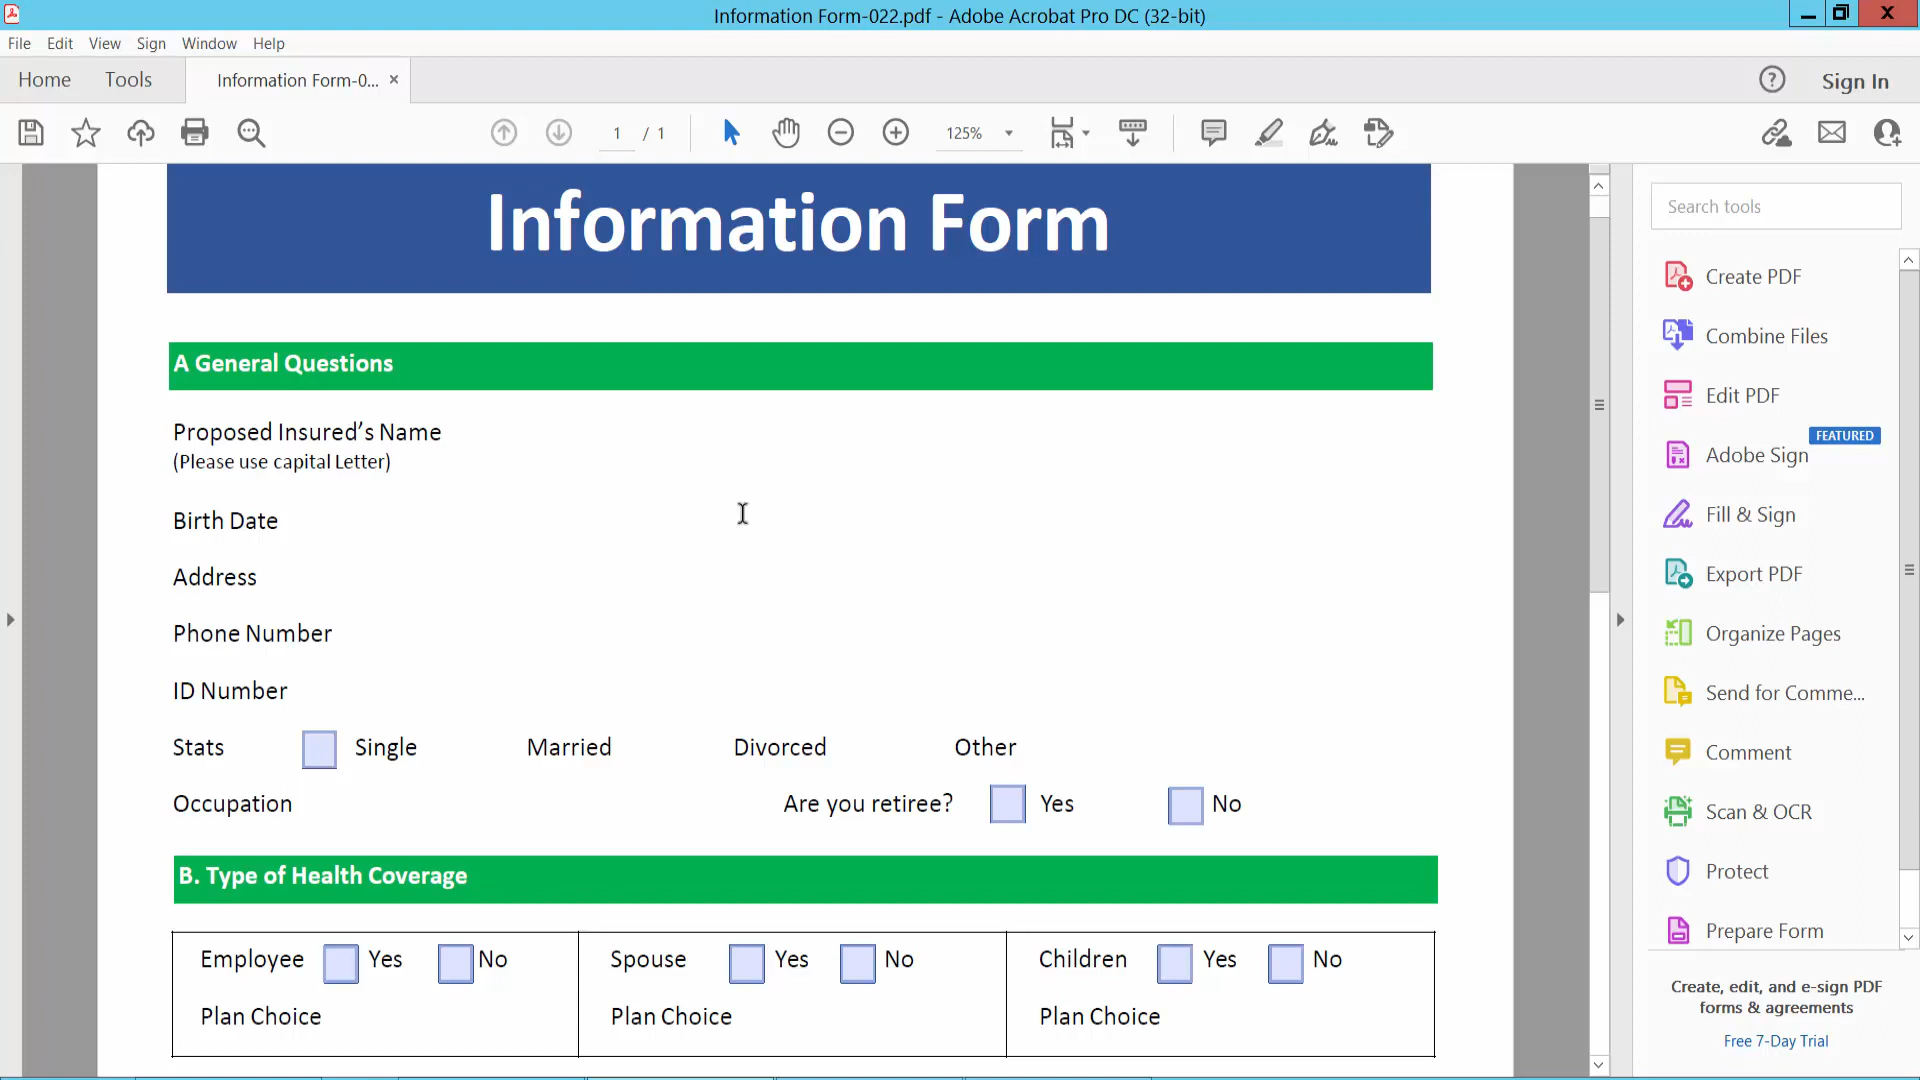 Information Form-022.pdf - Adobe Acrobat Pro DC (32-bit)
File Edit View Sign Window Help
Home Tools Information Form-0... × Sign In
1 / 1 125%
Information Form
A General Questions
Proposed Insured’s Name
(Please use capital Letter)
Birth Date
Address
Phone Number
ID Number
Stats Single Married Divorced Other
Occupation Are you retiree? Yes No
B. Type of Health Coverage
Employee Yes No Spouse Yes No Children Yes No
Plan Choice Plan Choice Plan Choice
Search tools
Create PDF
Combine Files
Edit PDF
FEATURED
Adobe Sign
Fill & Sign
Export PDF
Organize Pages
Send for Comme...
Comment
Scan & OCR
Protect
Prepare Form
Create, edit, and e-sign PDF
forms & agreements
Free 7-Day Trial